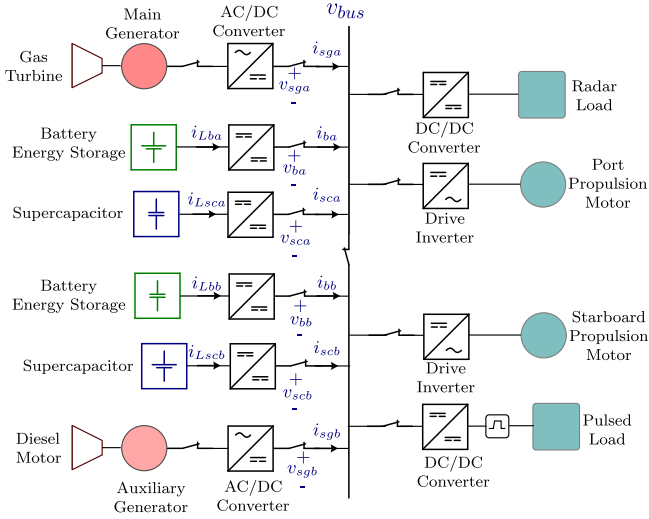 v_bus
Main
Generator
AC/DC
Converter
Gas
Turbine
i_sga
+
v_sga
-
Radar
Load
DC/DC
Converter
Battery
Energy Storage
i_Lba
i_ba
+
v_ba
-
Port
Propulsion
Motor
Drive
Inverter
Supercapacitor
i_Lsca
i_sca
+
v_sca
-
Battery
Energy Storage
i_Lbb
i_bb
+
v_bb
-
Starboard
Propulsion
Motor
Drive
Inverter
Supercapacitor
i_Lscb
i_scb
+
v_scb
-
Pulsed
Load
DC/DC
Converter
Diesel
Motor
i_sgb
+
v_sgb
-
Auxiliary
Generator
AC/DC
Converter